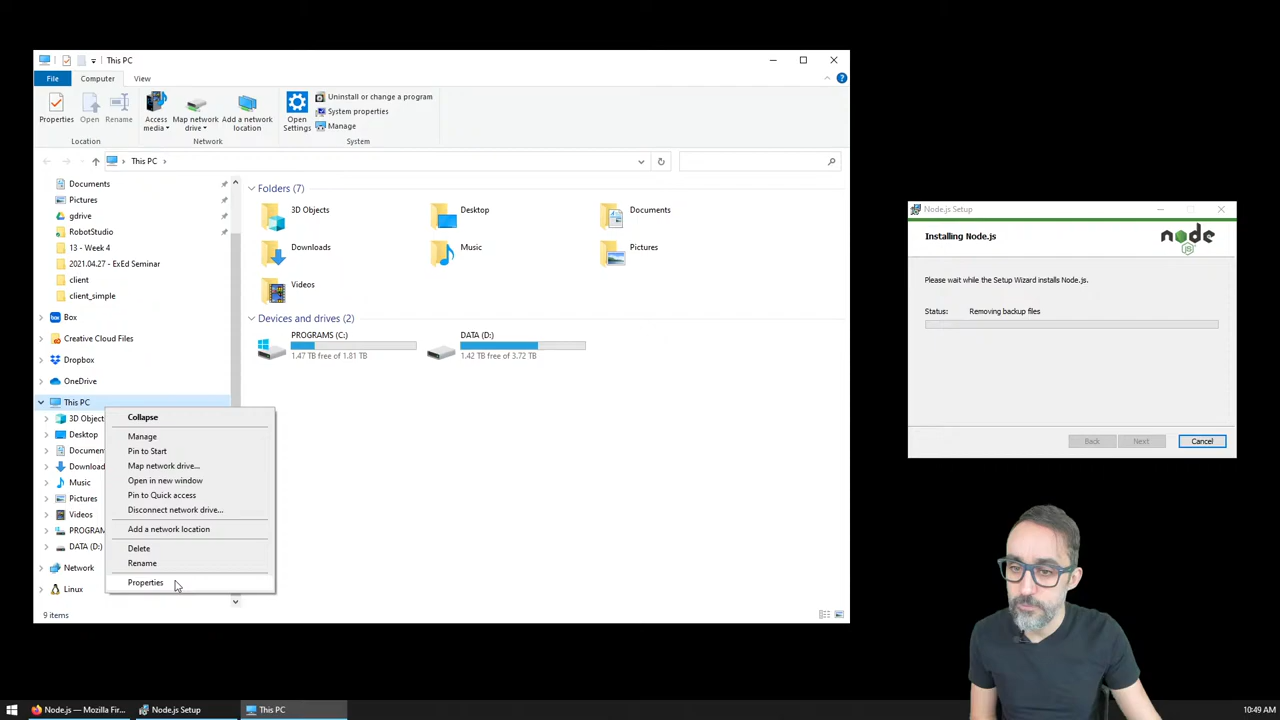 This PC
File
Computer
View
Properties
Open
Rename
Access media
Map network drive
Add a network location
Open Settings
Uninstall or change a program
System properties
Manage
Location
Network
System
This PC
Documents
Pictures
gdrive
RobotStudio
13 - Week 4
2021.04.27 - ExEd Seminar
client
client_simple
Box
Creative Cloud Files
Dropbox
OneDrive
This PC
3D Object
Desktop
Documen
Download
Music
Pictures
Videos
PROGRAM
DATA (D:)
Network
Linux
9 items
Folders (7)
3D Objects
Desktop
Documents
Downloads
Music
Pictures
Videos
Devices and drives (2)
PROGRAMS (C:)
1.47 TB free of 1.81 TB
DATA (D:)
1.42 TB free of 3.72 TB
Collapse
Manage
Pin to Start
Map network drive...
Open in new window
Pin to Quick access
Disconnect network drive...
Add a network location
Delete
Rename
Properties
Node.js Setup
Installing Node.js
node
JS
Please wait while the Setup Wizard installs Node.js.
Status: Removing backup files
Back
Next
Cancel
Node.js — Mozilla Fir...
Node.js Setup
This PC
10:49 AM